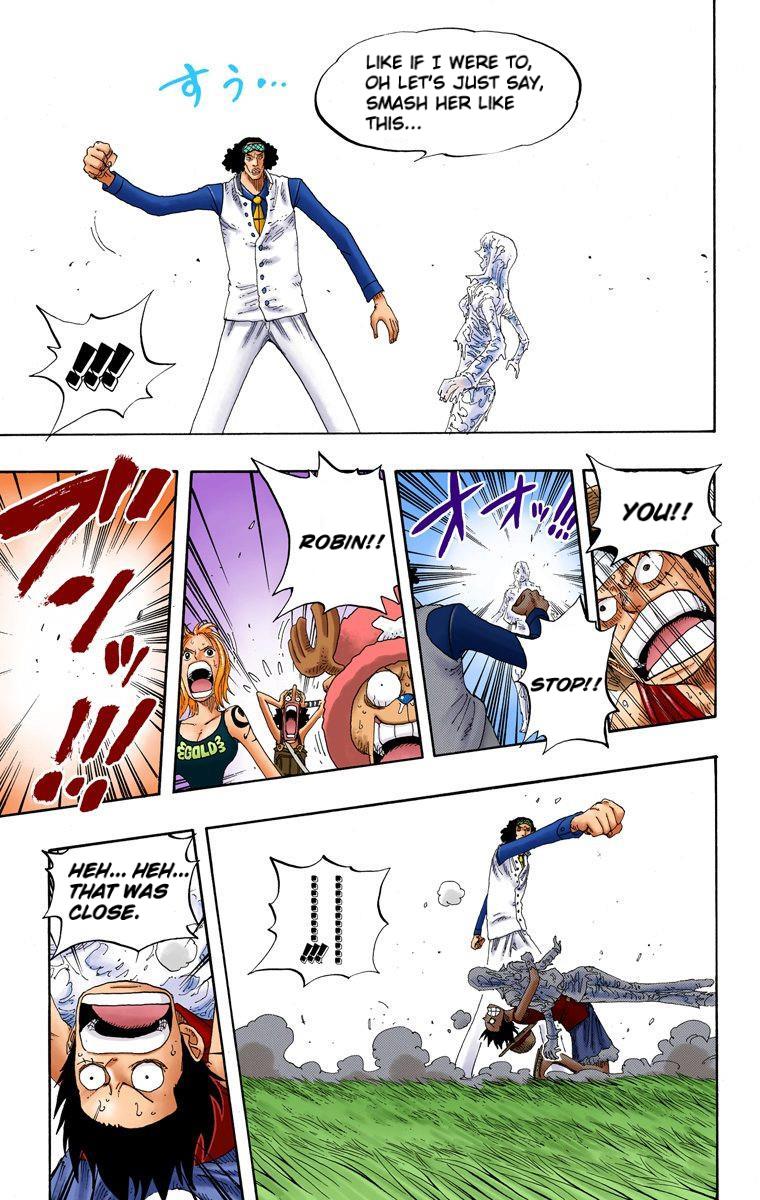 LIKE IF I WERE TO,
OH LET'S JUST SAY,
SMASH HER LIKE
THIS...
すぅ…
!!!!
YOU!!
オオッ!!!
STOP!!
ROBIN!!
GOLD
ブンッ!!!
!!!
HEH... HEH...
THAT WAS
CLOSE.